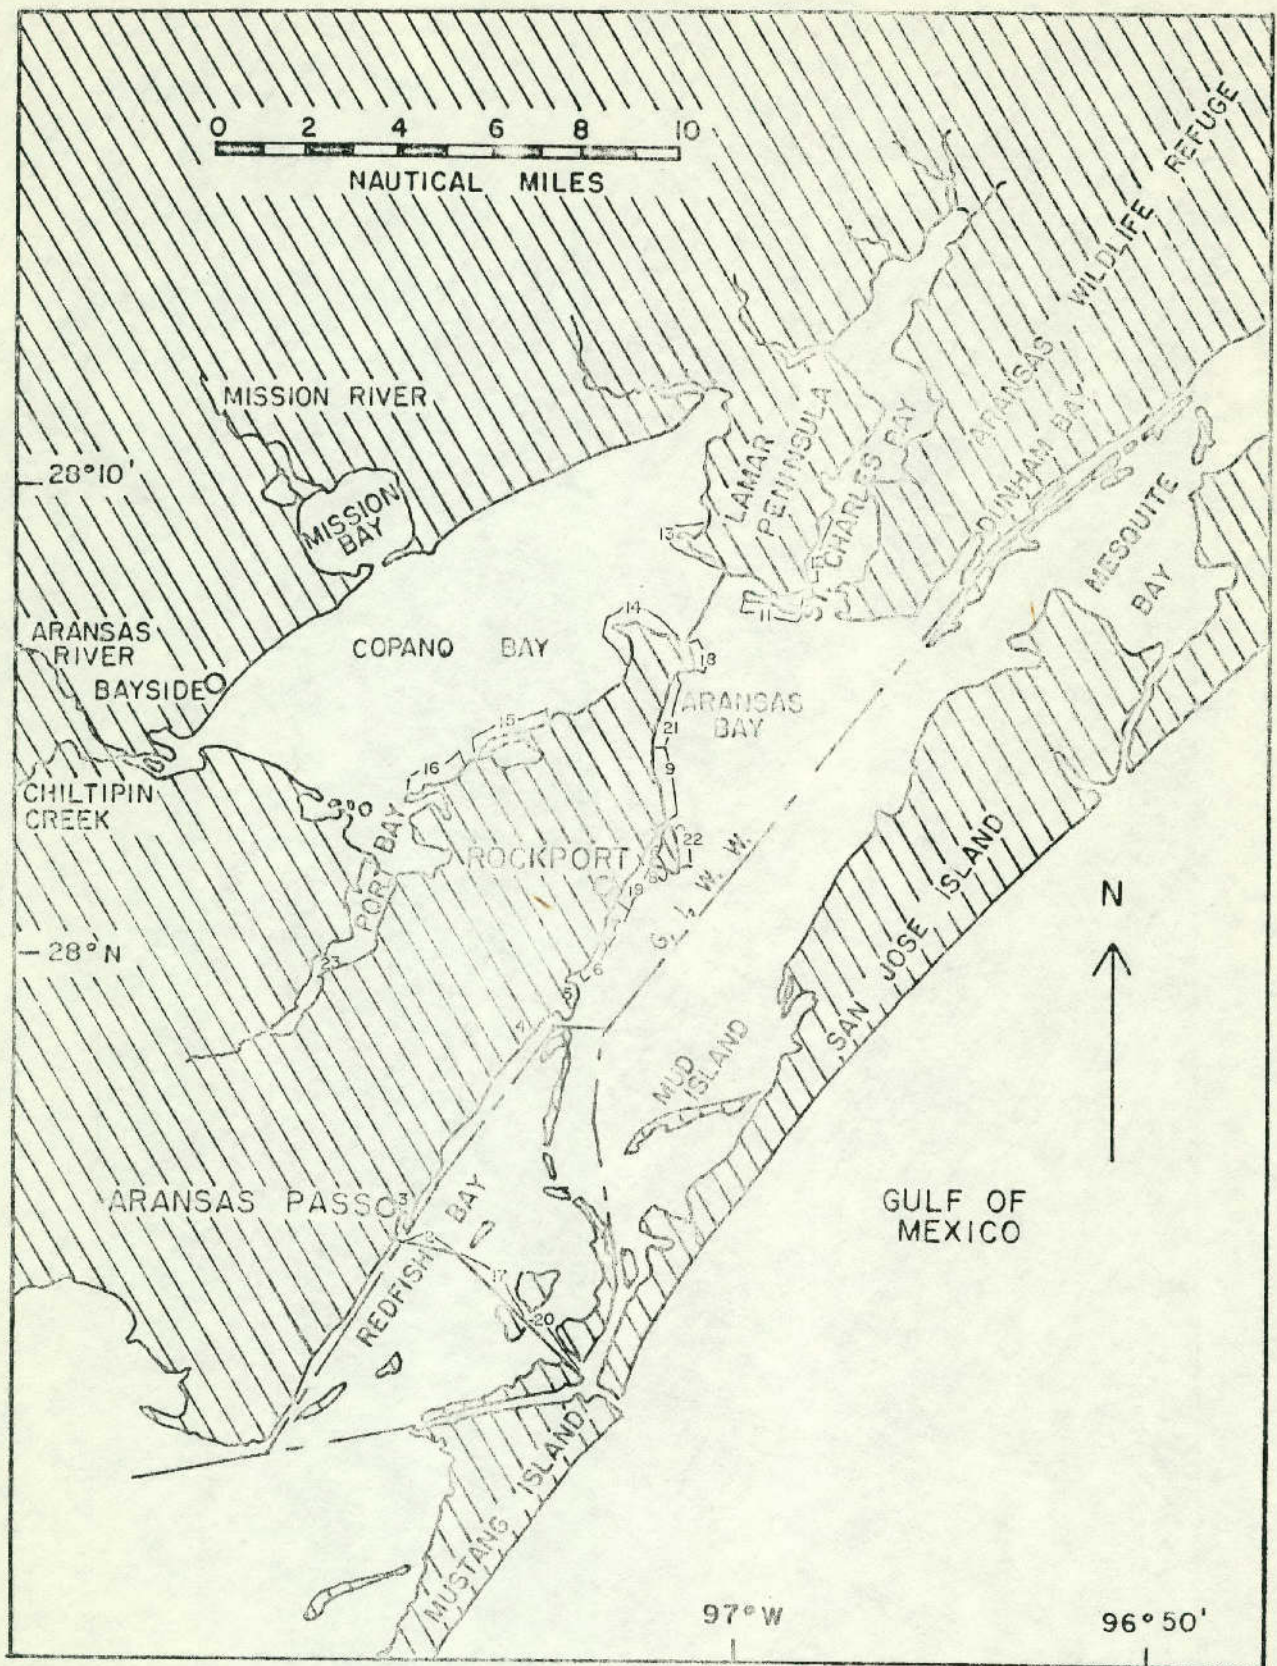 0 2 4 6 8 10
NAUTICAL MILES
ARANSAS WILDLIFE REFUGE
MISSION RIVER
28°10'
MISSION
BAY
LAMAR
PENNINSULA
ST. CHARLES BAY
DUNHAM BAY
MESQUITE
BAY
13
11
14
18
ARANSAS
RIVER
BAYSIDE
COPANO BAY
ARANSAS
BAY
15
21
16
9
CHILTIPIN
CREEK
PORT BAY
ROCKPORT
22
1
8
19
G. I. W. W.
SAN JOSE ISLAND
N
28°N
23
6
5
7
MUD
ISLAND
ARANSAS PASS
3
REDFISH BAY
17
20
GULF OF
MEXICO
MUSTANG ISLAND
97°W
96°50'